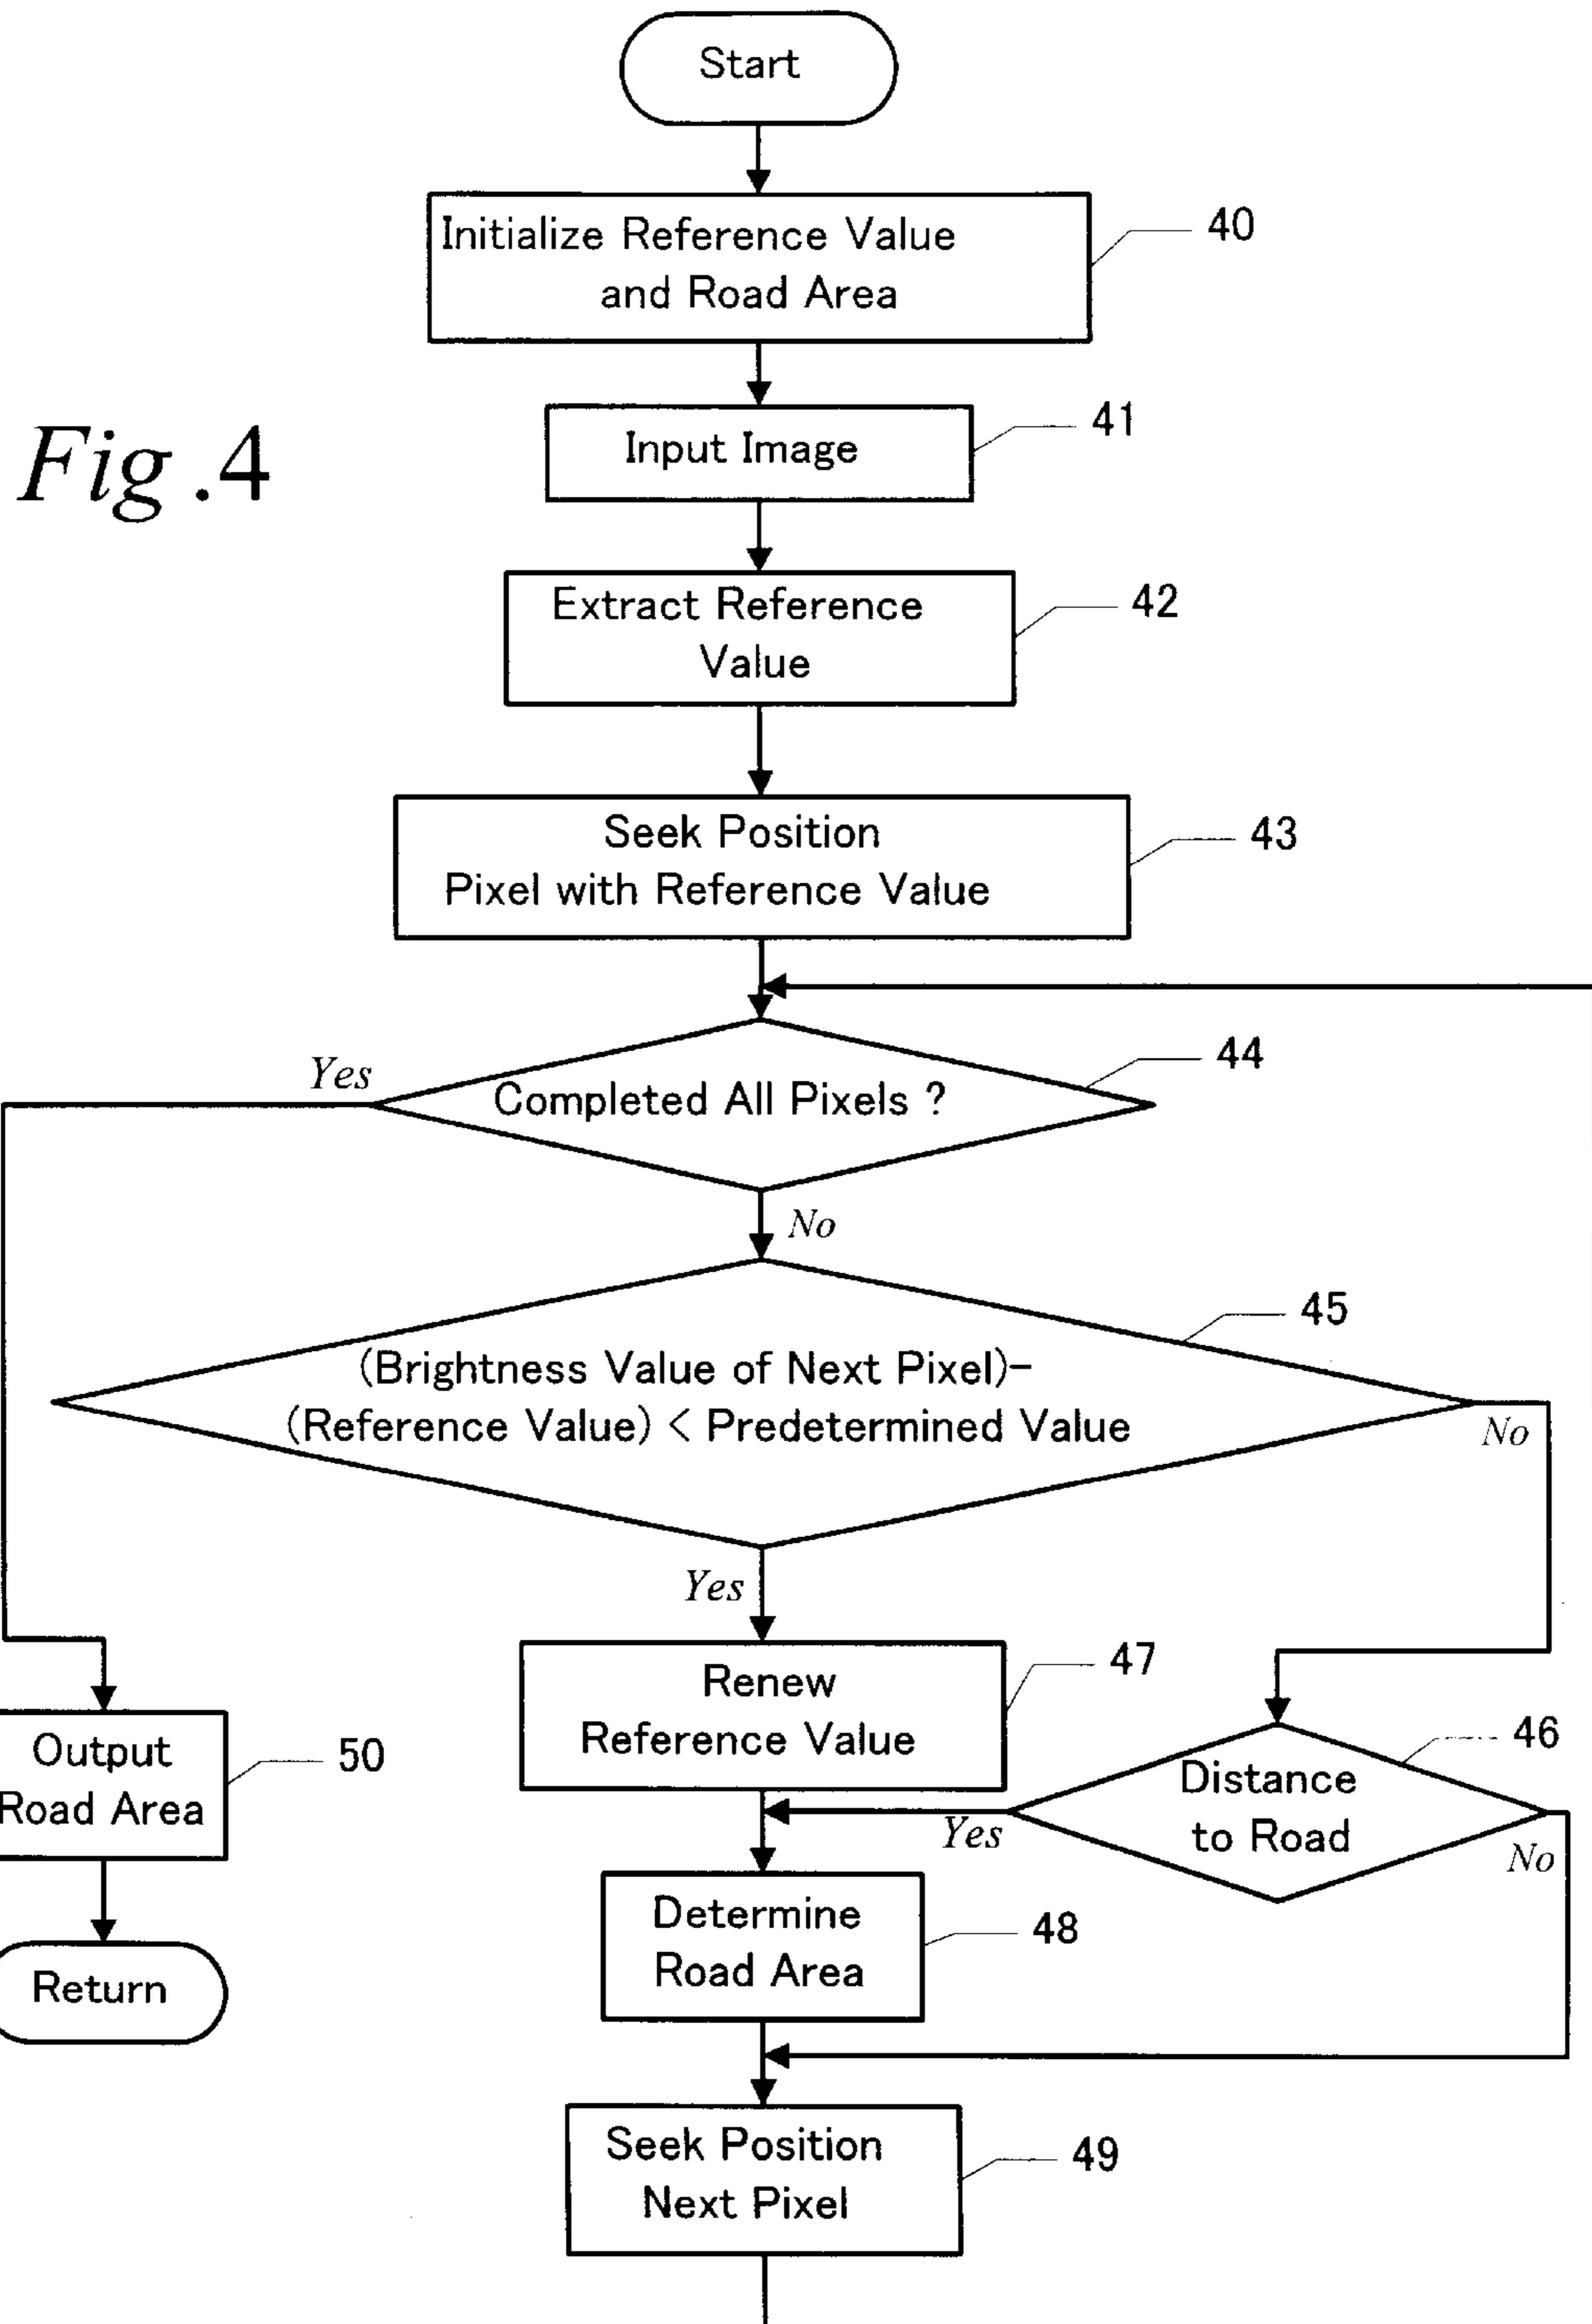 Start
Initialize Reference Value
and Road Area
40
Fig.4
Input Image
41
Extract Reference
Value
42
Seek Position
Pixel with Reference Value
43
Yes
Completed All Pixels ?
44
No
(Brightness Value of Next Pixel)-
(Reference Value) < Predetermined Value
45
No
Yes
Renew
Reference Value
47
Distance
to Road
46
Yes
No
Output
Road Area
50
Determine
Road Area
48
Return
Seek Position
Next Pixel
49